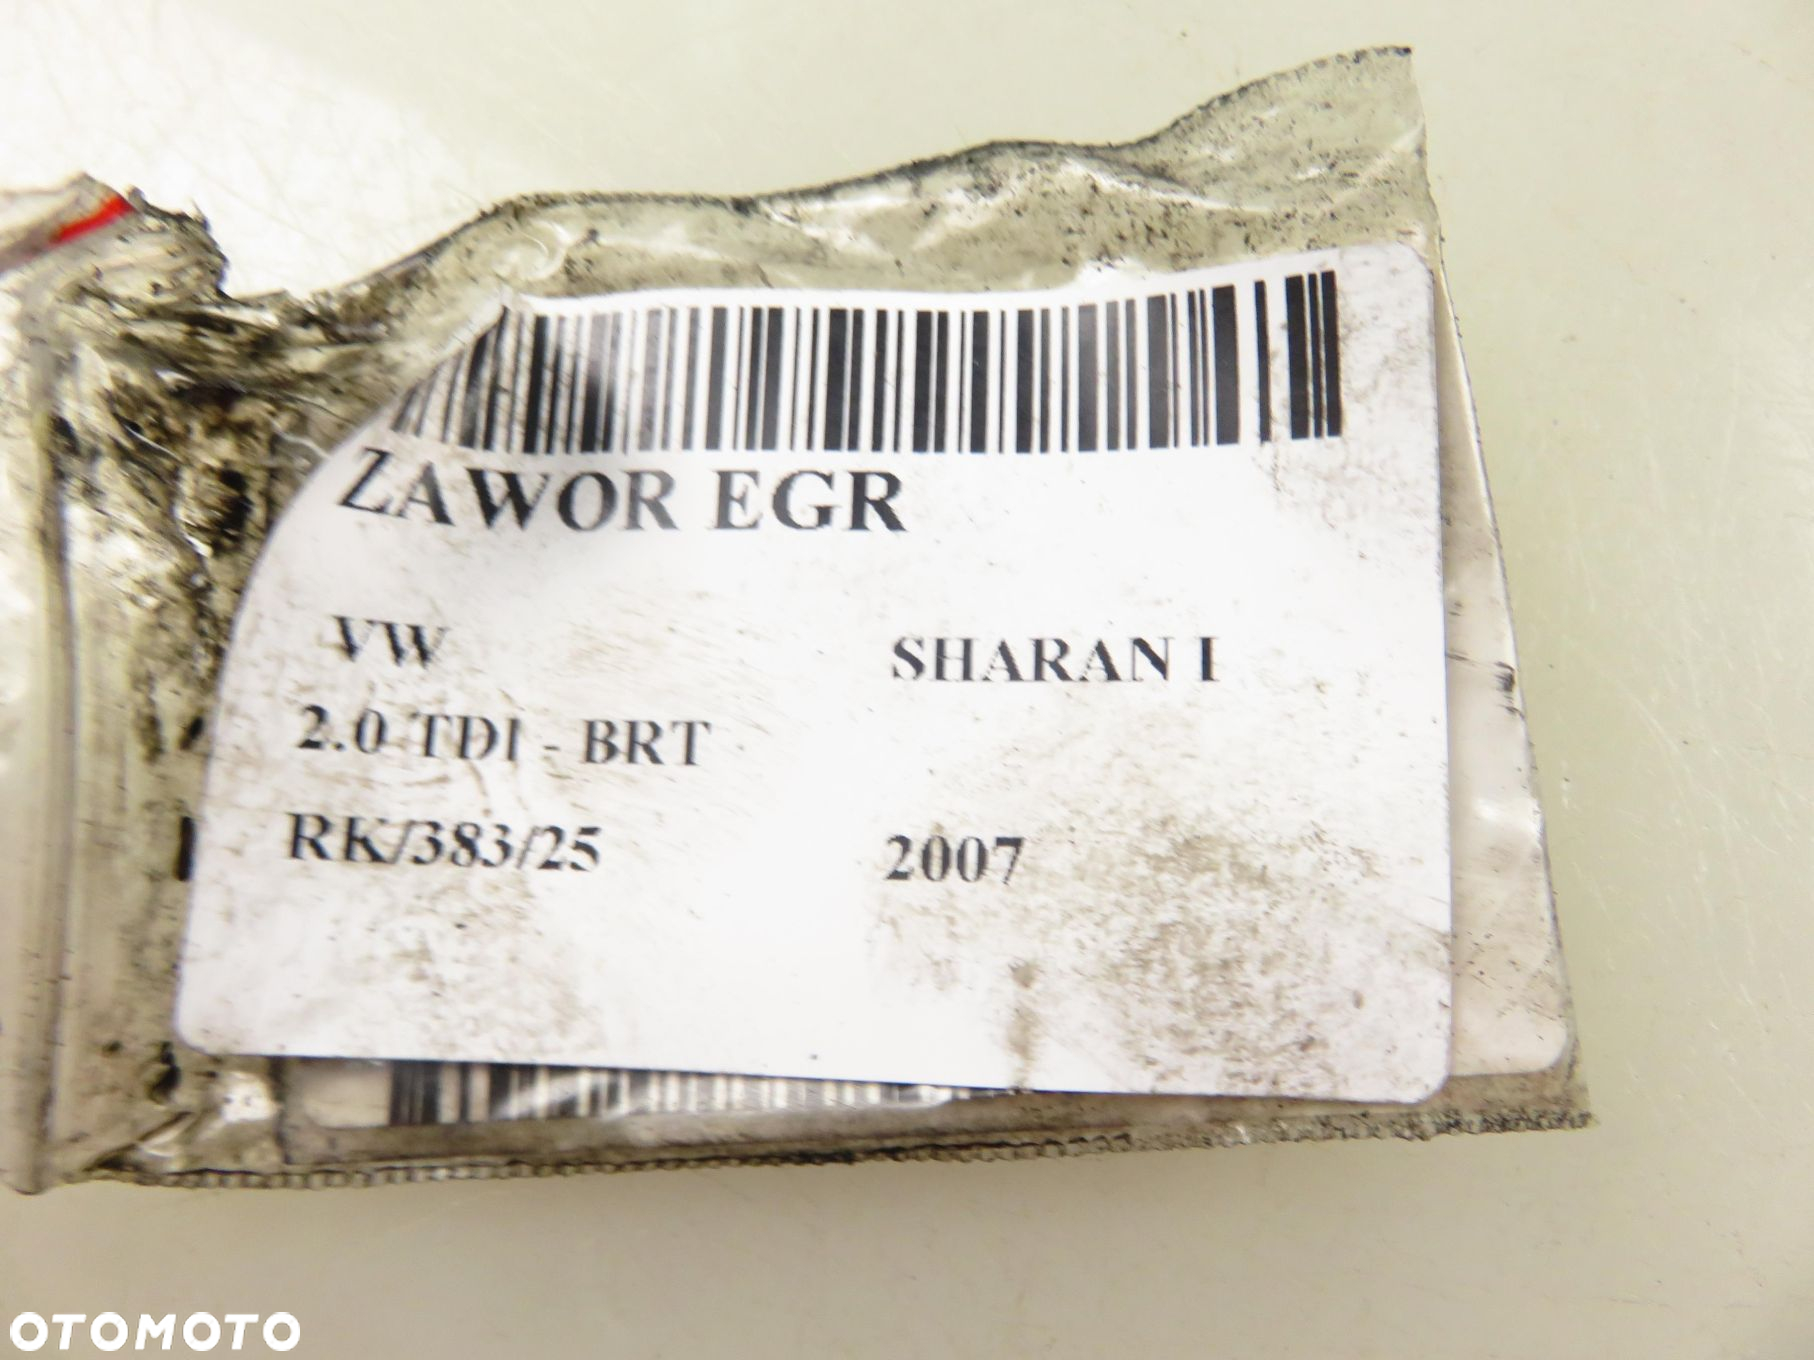 ZAWOR EGR
VW SHARAN I
2.0 TDI - BRT
RK/383/25 2007
OTOMOTO